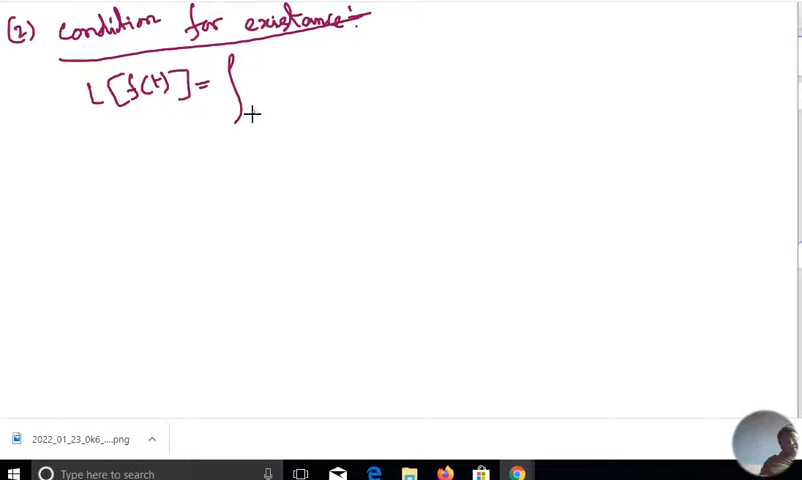 (2) condition for existance:
L[f(t)] = ∫
2022_01_23_0k6_....png
Type here to search